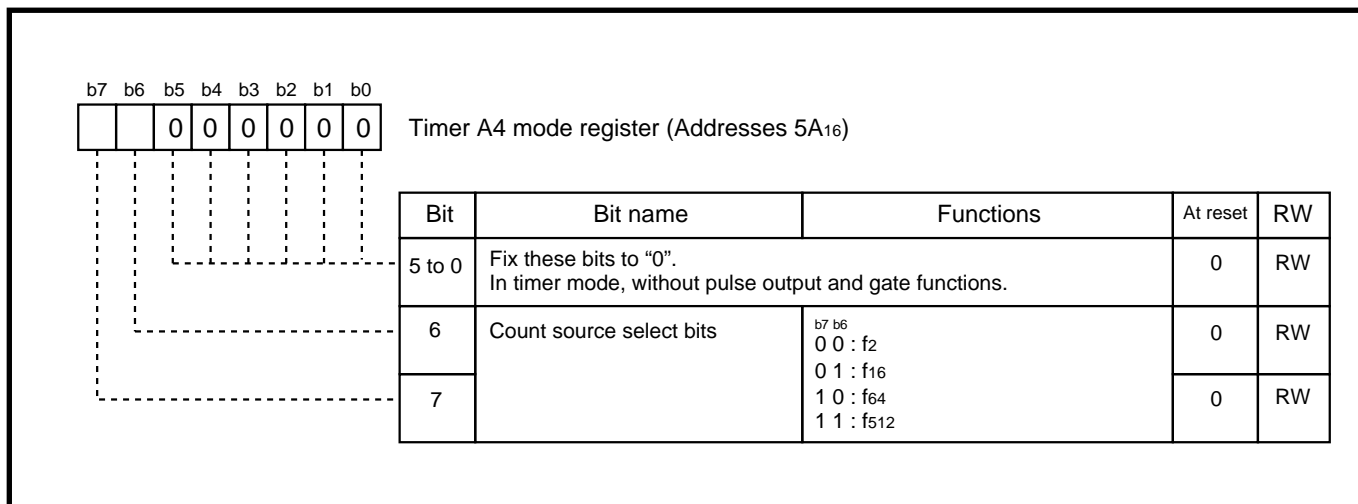 b7 b6 b5 b4 b3 b2 b1 b0
0 0 0 0 0 0
Timer A4 mode register (Addresses 5A16)
Bit Bit name Functions At reset RW
5 to 0 Fix these bits to “0”. 0 RW
In timer mode, without pulse output and gate functions.
6 Count source select bits b7 b6 0 RW
0 0 : f2
0 1 : f16
7 1 0 : f64 0 RW
1 1 : f512